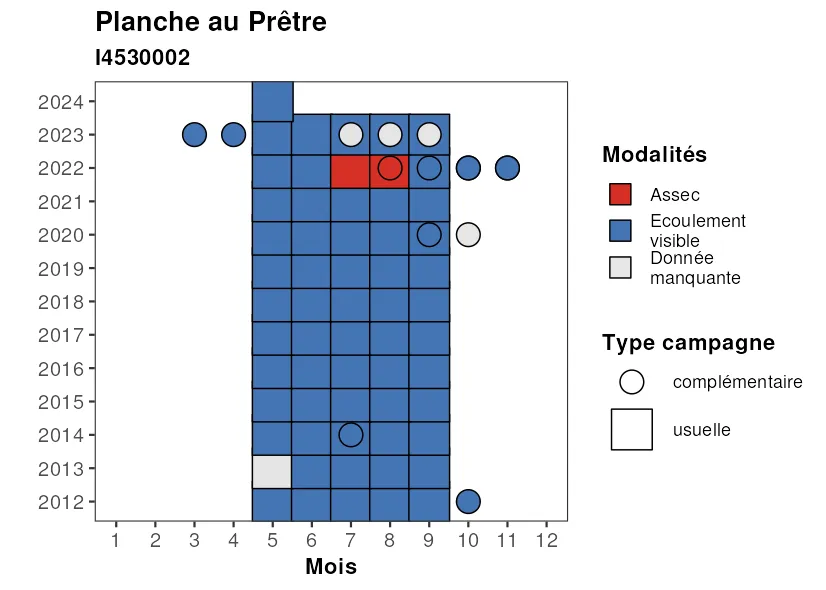 Planche au Prêtre
I4530002
2024
2023
2022
2021
2020
2019
2018
2017
2016
2015
2014
2013
2012
1 2 3 4 5 6 7 8 9 10 11 12
Mois
Modalités
Assec
Ecoulement
visible
Donnée
manquante
Type campagne
complémentaire
usuelle